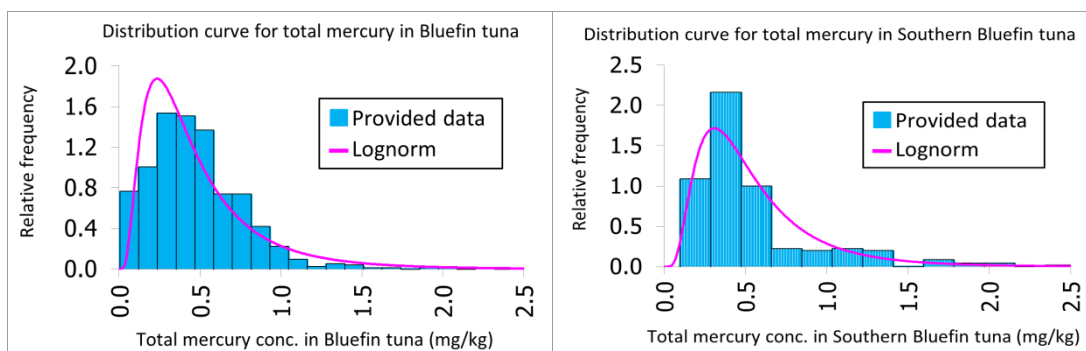 Distribution curve for total mercury in Bluefin tuna
Relative frequency
2.0
1.6
1.2
0.8
0.4
0.0
Provided data
Lognorm
0.0
0.5
1.0
1.5
2.0
2.5
Total mercury conc. in Bluefin tuna (mg/kg)
Distribution curve for total mercury in Southern Bluefin tuna
Relative frequency
2.5
2.0
1.5
1.0
0.5
0.0
Provided data
Lognorm
0.0
0.5
1.0
1.5
2.0
2.5
Total mercury conc. in Southern Bluefin tuna (mg/kg)